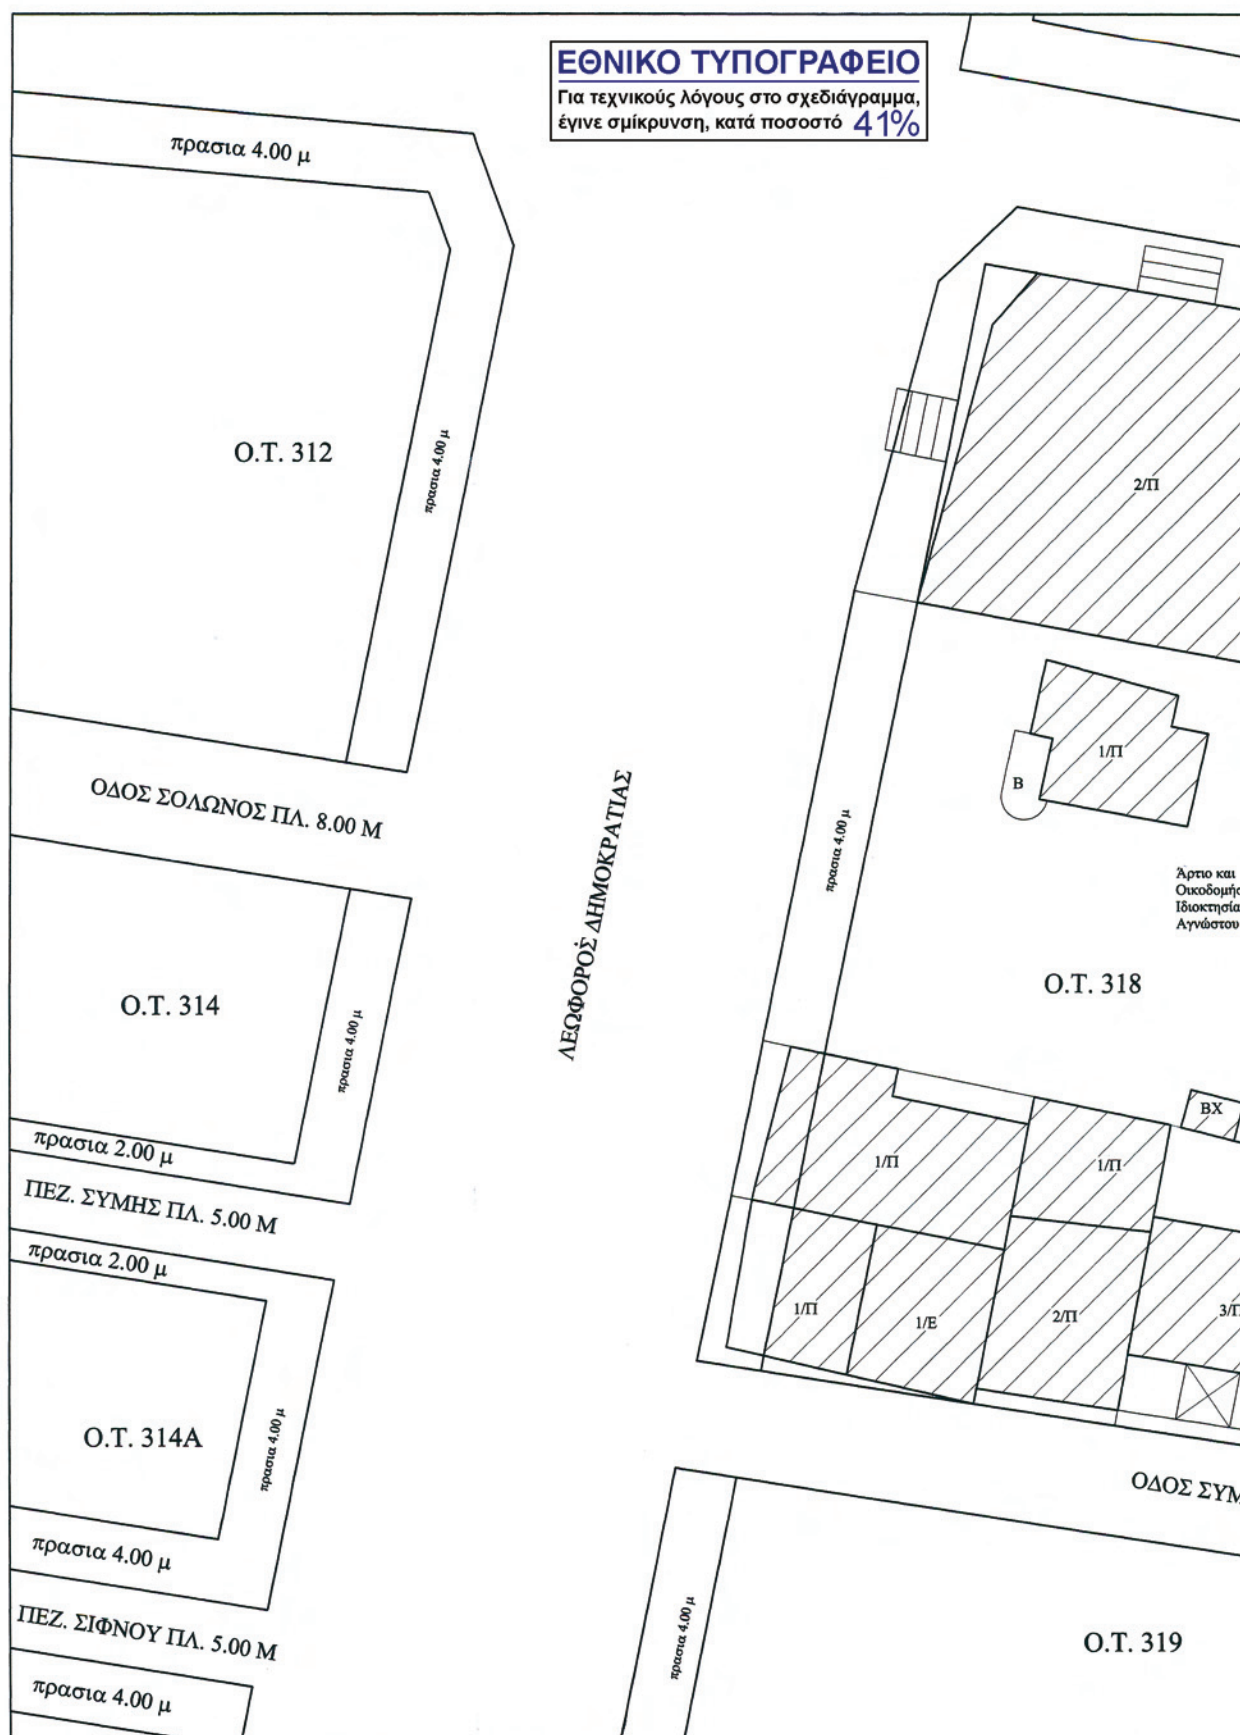 ΕΘΝΙΚΟ ΤΥΠΟΓΡΑΦΕΙΟ
Για τεχνικούς λόγους στο σχεδιάγραμμα,
έγινε σμίκρυνση, κατά ποσοστό 41%
πρασια 4.00 μ
Ο.Τ. 312
πρασια 4.00 μ
2/Π
1/Π
Β
ΟΔΟΣ ΣΟΛΩΝΟΣ ΠΛ. 8.00 Μ
ΛΕΩΦΟΡΟΣ ΔΗΜΟΚΡΑΤΙΑΣ
πρασια 4.00 μ
Άρτιο και
Οικοδομής
Ιδιοκτησία
Αγνώστου
Ο.Τ. 318
Ο.Τ. 314
πρασια 4.00 μ
ΒΧ
πρασια 2.00 μ
1/Π
1/Π
ΠΕΖ. ΣΥΜΗΣ ΠΛ. 5.00 Μ
πρασια 2.00 μ
1/Π
1/Ε
2/Π
3/Π
Ο.Τ. 314Α
πρασια 4.00 μ
ΟΔΟΣ ΣΥΜ
πρασια 4.00 μ
ΠΕΖ. ΣΙΦΝΟΥ ΠΛ. 5.00 Μ
πρασια 4.00 μ
Ο.Τ. 319
πρασια 4.00 μ